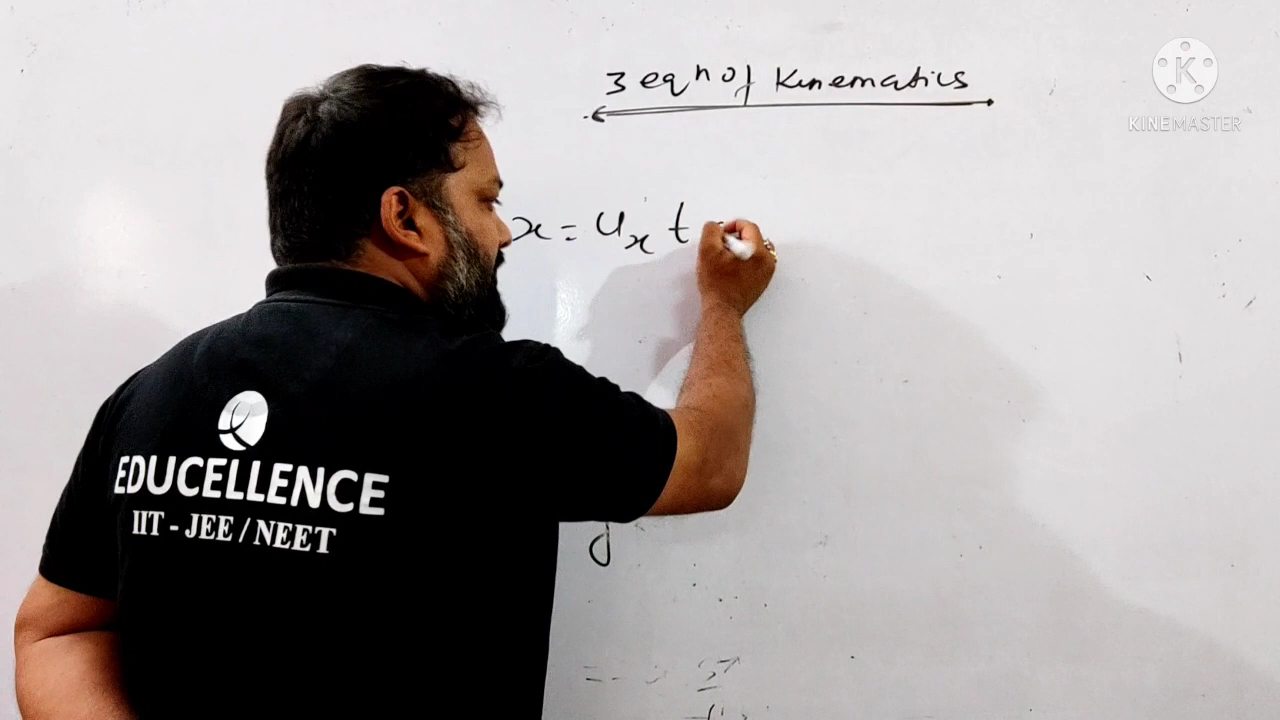 3 eqⁿ of Kinematics
K
KINEMASTER
x = uₓ t
EDUCELLENCE
IIT - JEE / NEET